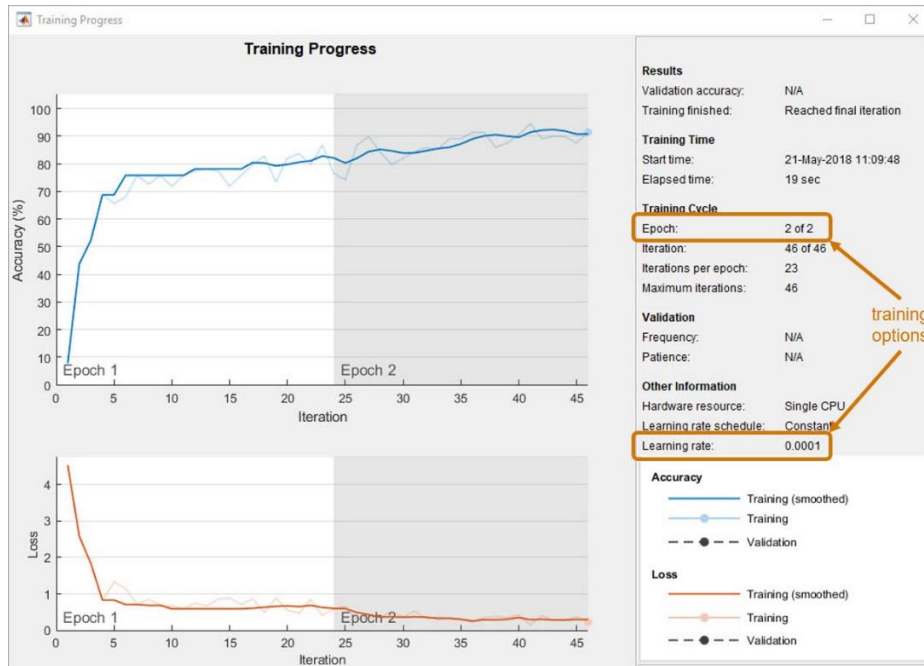 Training Progress
Training Progress
Accuracy (%)
100
90
80
70
60
50
40
30
20
10
0
Epoch 1
Epoch 2
0 5 10 15 20 25 30 35 40 45
Iteration
Loss
4
3
2
1
0
Epoch 1
Epoch 2
0 5 10 15 20 25 30 35 40 45
Iteration
Results
Validation accuracy: N/A
Training finished: Reached final iteration
Training Time
Start time: 21-May-2018 11:09:48
Elapsed time: 19 sec
Training Cycle
Epoch: 2 of 2
Iteration: 46 of 46
Iterations per epoch: 23
Maximum iterations: 46
Validation
Frequency: N/A
Patience: N/A
Other Information
Hardware resource: Single CPU
Learning rate schedule: Constant
Learning rate: 0.0001
training
options
Accuracy
Training (smoothed)
Training
Validation
Loss
Training (smoothed)
Training
Validation